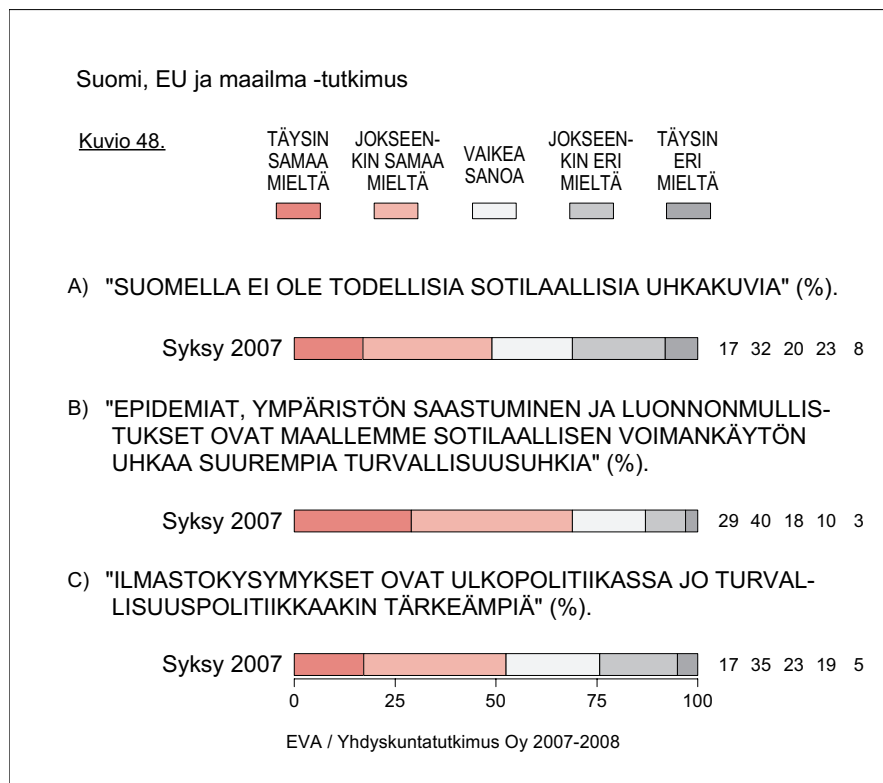 Suomi, EU ja maailma -tutkimus
Kuvio 48.
TÄYSIN
SAMAA
MIELTÄ
JOKSEEN-
KIN SAMAA
MIELTÄ
VAIKEA
SANOA
JOKSEEN-
KIN ERI
MIELTÄ
TÄYSIN
ERI
MIELTÄ
A) "SUOMELLA EI OLE TODELLISIA SOTILAALLISIA UHKAKUVIA" (%).
Syksy 2007 17 32 20 23 8
B) "EPIDEMIAT, YMPÄRISTÖN SAASTUMINEN JA LUONNONMULLIS-
TUKSET OVAT MAALLEMME SOTILAALLISEN VOIMANKÄYTÖN
UHKAA SUUREMPIA TURVALLISUUSUHKIA" (%).
Syksy 2007 29 40 18 10 3
C) "ILMASTOKYSYMYKSET OVAT ULKOPOLITIIKASSA JO TURVAL-
LISUUSPOLITIIKKAAKIN TÄRKEÄMPIÄ" (%).
Syksy 2007 17 35 23 19 5
0 25 50 75 100
EVA / Yhdyskuntatutkimus Oy 2007-2008